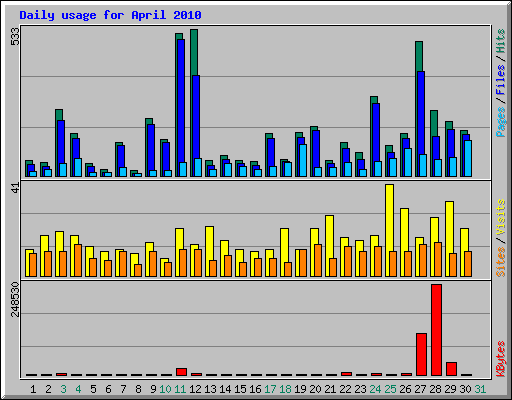 Daily usage for April 2010
533
Pages / Files / Hits
41
Sites / Visits
248530
KBytes
1 2 3 4 5 6 7 8 9 10 11 12 13 14 15 16 17 18 19 20 21 22 23 24 25 26 27 28 29 30 31